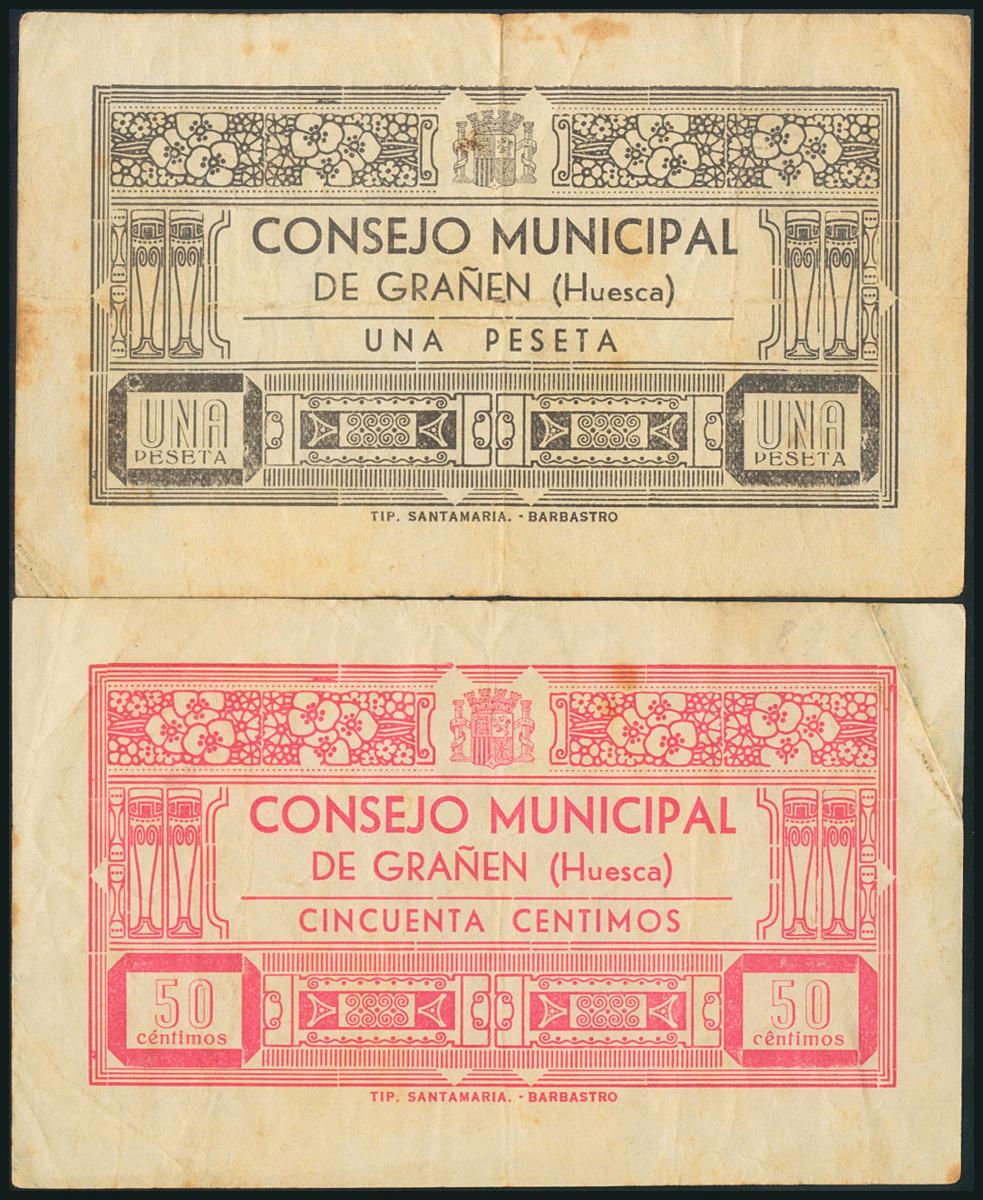 CONSEJO MUNICIPAL
DE GRAÑEN (Huesca)
UNA PESETA
UNA UNA
PESETA PESETA
TIP. SANTAMARIA. - BARBASTRO
CONSEJO MUNICIPAL
DE GRAÑEN (Huesca)
CINCUENTA CENTIMOS
50 50
céntimos cêntimos
TIP. SANTAMARIA. - BARBASTRO